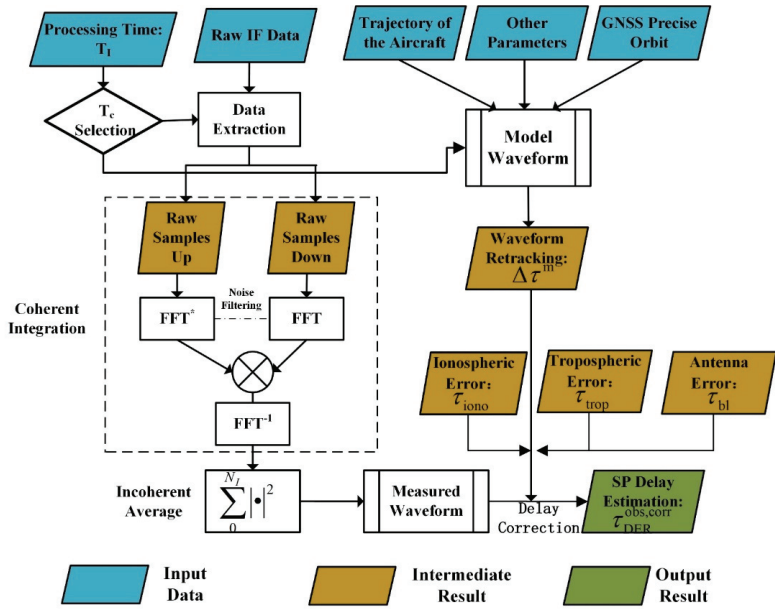 Processing Time:
T_I
Raw IF Data
Trajectory of
the Aircraft
Other
Parameters
GNSS Precise
Orbit
T_c
Selection
Data
Extraction
Model
Waveform
Raw
Samples
Up
Raw
Samples
Down
Waveform
Retracking:
Δτ^m
Coherent
Integration
Noise
Filtering
FFT^*
FFT
FFT^-1
Ionospheric
Error:
τ_iono
Tropospheric
Error:
τ_trop
Antenna
Error:
τ_bl
Incoherent
Average
N_I
∑|•|^2
0
Measured
Waveform
Delay
Correction
SP Delay
Estimation:
τ_DER^obs,corr
Input
Data
Intermediate
Result
Output
Result